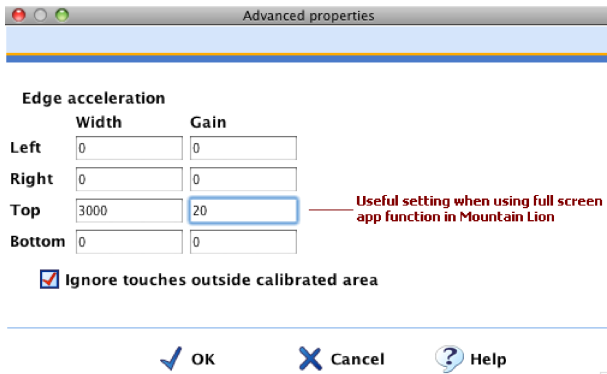 Advanced properties
Edge acceleration
Width Gain
Left 0 0
Right 0 0
Top 3000 20
Useful setting when using full screen
app function in Mountain Lion
Bottom 0 0
Ignore touches outside calibrated area
OK Cancel ? Help